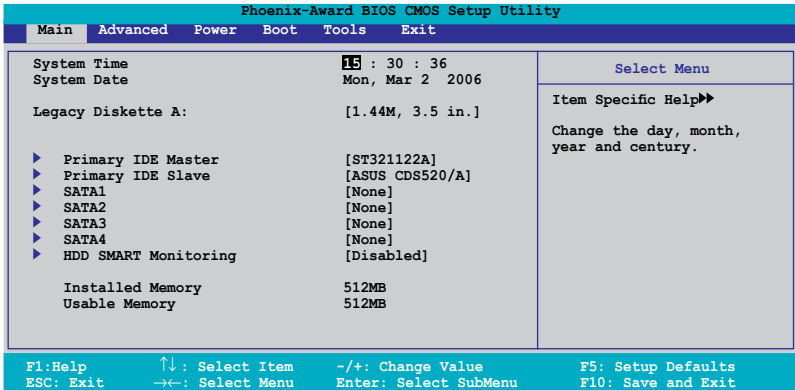 Phoenix-Award BIOS CMOS Setup Utility
Main Advanced Power Boot Tools Exit
System Time 15 : 30 : 36
System Date Mon, Mar 2 2006
Legacy Diskette A: [1.44M, 3.5 in.]
Primary IDE Master [ST321122A]
Primary IDE Slave [ASUS CDS520/A]
SATA1 [None]
SATA2 [None]
SATA3 [None]
SATA4 [None]
HDD SMART Monitoring [Disabled]
Installed Memory 512MB
Usable Memory 512MB
Select Menu
Item Specific Help▶▶
Change the day, month,
year and century.
F1:Help ↑↓: Select Item -/+: Change Value F5: Setup Defaults
ESC: Exit →←: Select Menu Enter: Select SubMenu F10: Save and Exit